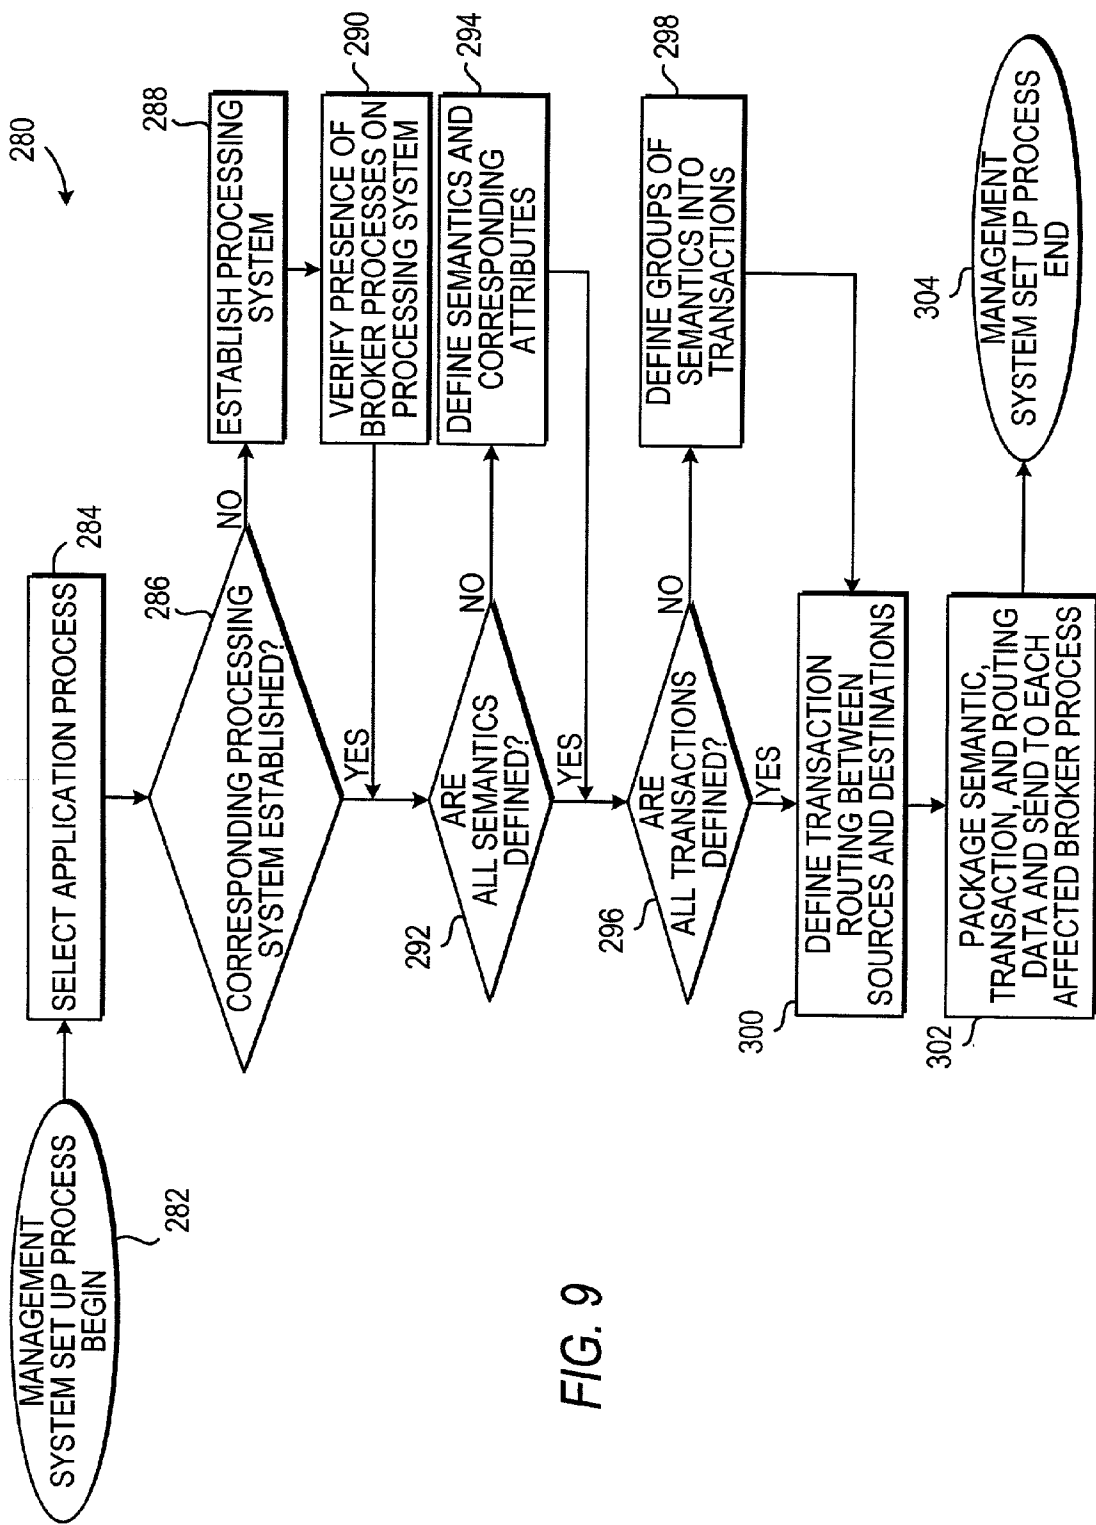 280
MANAGEMENT
SYSTEM SET UP PROCESS
BEGIN
282
SELECT APPLICATION PROCESS
284
CORRESPONDING PROCESSING
SYSTEM ESTABLISHED?
286
NO
YES
ESTABLISH PROCESSING
SYSTEM
288
VERIFY PRESENCE OF
BROKER PROCESSES ON
PROCESSING SYSTEM
290
ARE
ALL SEMANTICS
DEFINED?
292
NO
YES
DEFINE SEMANTICS AND
CORRESPONDING
ATTRIBUTES
294
ARE
ALL TRANSACTIONS
DEFINED?
296
NO
YES
DEFINE GROUPS OF
SEMANTICS INTO
TRANSACTIONS
298
DEFINE TRANSACTION
ROUTING BETWEEN
SOURCES AND DESTINATIONS
300
PACKAGE SEMANTIC,
TRANSACTION, AND ROUTING
DATA AND SEND TO EACH
AFFECTED BROKER PROCESS
302
MANAGEMENT
SYSTEM SET UP PROCESS
END
304
FIG. 9